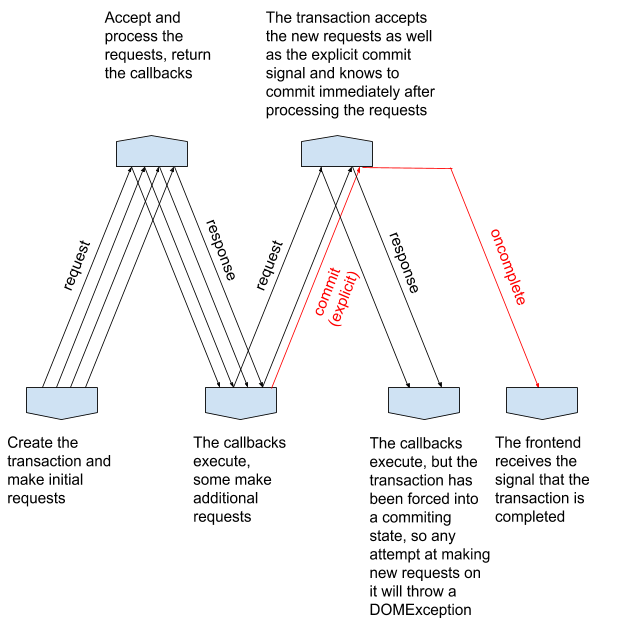 Accept and
process the
requests, return
the callbacks
The transaction accepts
the new requests as well
as the explicit commit
signal and knows to
commit immediately after
processing the requests
request
response
request
commit
(explicit)
response
oncomplete
Create the
transaction and
make initial
requests
The callbacks
execute,
some make
additional
requests
The callbacks
execute, but the
transaction has
been forced into
a commiting
state, so any
attempt at making
new requests on
it will throw a
DOMException
The frontend
receives the
signal that the
transaction is
completed